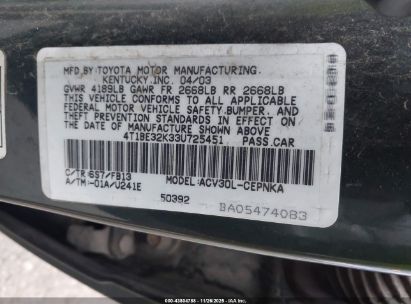 MFD. BY TOYOTA MOTOR MANUFACTURING.
KENTUCKY.INC. 04/03
GVWR 4189LB GAWR FR 2668LB RR 2668LB
THIS VEHICLE CONFORMS TO ALL APPLICABLE
FEDERAL MOTOR VEHICLE SAFETY,BUMPER, AND
THEFT PREVENTION STANDARDS IN EFFECT ON
THE DATE OF MANUFACTURE SHOWN ABOVE.
4T1BE32K33U725451 PASS.CAR
C/TR:6S7/FB13 MODEL:ACV30L-CEPNKA
A/TM:-01A/U241E
50392
BA05474083